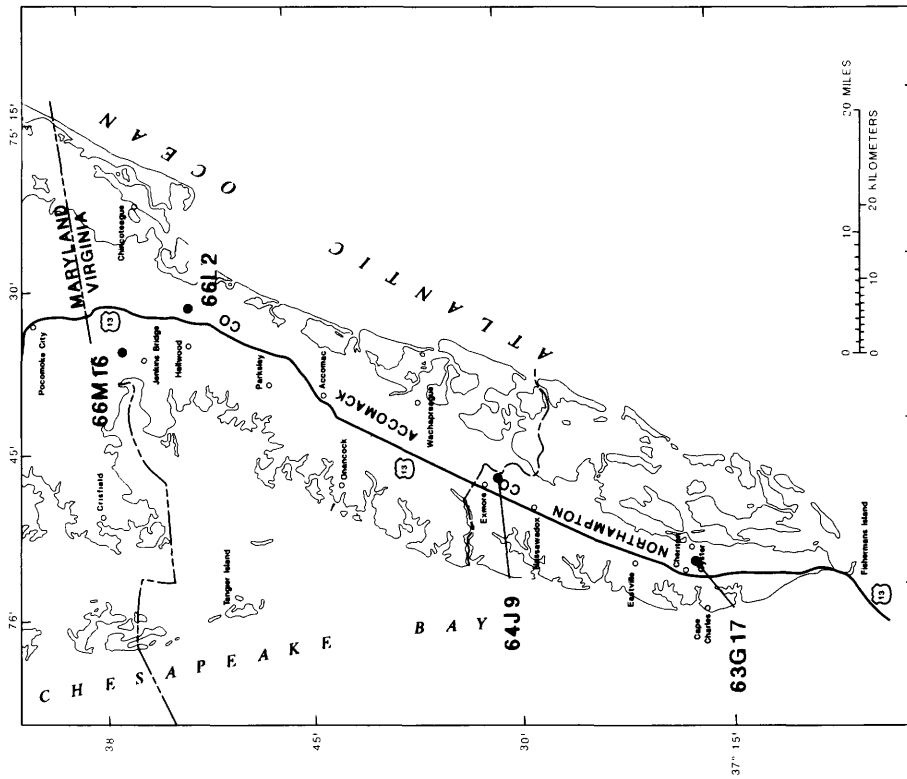 75 15'
30'
45'
76
38
45'
30'
37° 15'
CHESAPEAKE BAY
ATLANTIC OCEAN
MARYLAND
VIRGINIA
Pocomoke City
Chincoteague
13
66M16
Jenkins Bridge
Hallwood
66L2
Crisfield
Parksley
Tangier Island
Accomac
ACCOMACK CO
Onancock
13
Wachapreague
Exmore
64J9
Nassawadox
NORTHAMPTON CO
Eastville
Cheriton
Oyster
Cape
Charles
63G17
Fishermans Island
13
0 10 20 MILES
0 10 20 KILOMETERS